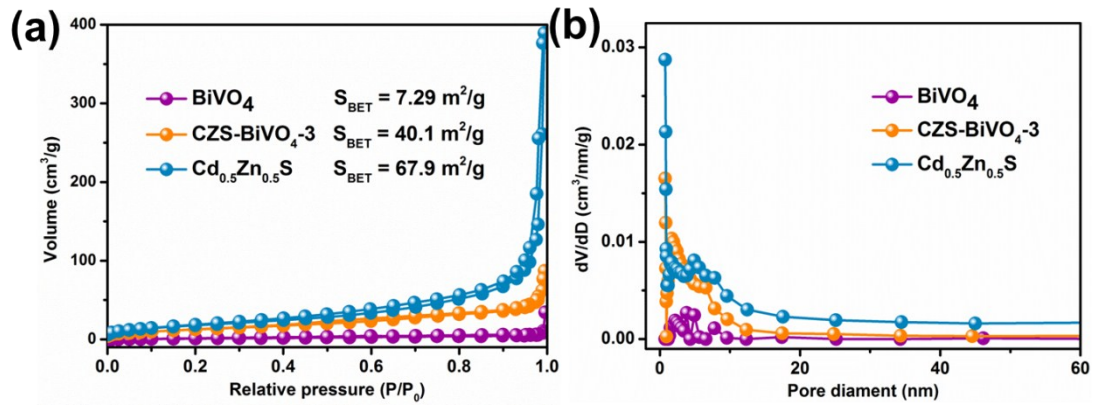 (a)
400
300
200
100
0
Volume (cm³/g)
BiVO₄ S_BET = 7.29 m²/g
CZS-BiVO₄-3 S_BET = 40.1 m²/g
Cd₀.₅Zn₀.₅S S_BET = 67.9 m²/g
0.0 0.2 0.4 0.6 0.8 1.0
Relative pressure (P/P₀)
(b)
0.03
0.02
0.01
0.00
dV/dD (cm³/nm/g)
BiVO₄
CZS-BiVO₄-3
Cd₀.₅Zn₀.₅S
0 20 40 60
Pore diament (nm)